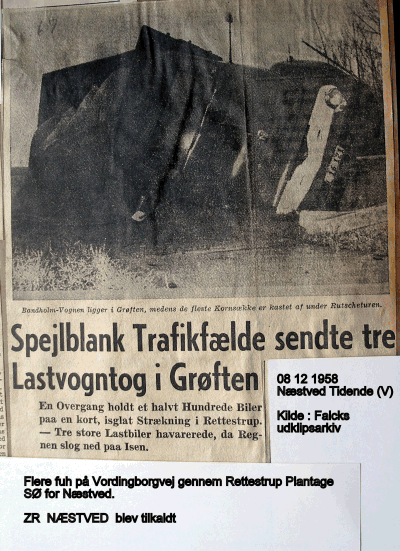 Bandholm-Vognen ligger i Grøften, medens de fleste Kornsække er kastet af under Rutscheturen.
Spejlblank Trafikfælde sendte tre
Lastvogntog i Grøften
En Overgang holdt et halvt Hundrede Biler
paa en kort, isglat Strækning i Rettestrup.
— Tre store Lastbiler havarerede, da Reg-
nen slog ned paa Isen.
08 12 1958
Næstved Tidende (V)
Kilde : Falcks
udklipsarkiv
Flere fuh på Vordingborgvej gennem Rettestrup Plantage
SØ for Næstved.
ZR NÆSTVED blev tilkaldt